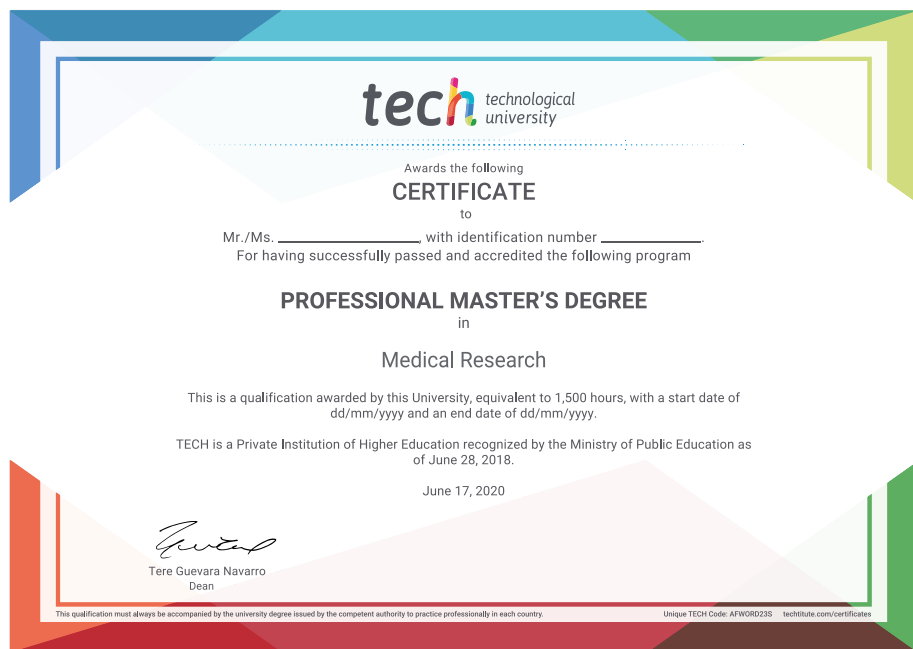 tech technological
university
Awards the following
CERTIFICATE
to
Mr./Ms. ____________, with identification number ____________.
For having successfully passed and accredited the following program
PROFESSIONAL MASTER'S DEGREE
in
Medical Research
This is a qualification awarded by this University, equivalent to 1,500 hours, with a start date of
dd/mm/yyyy and an end date of dd/mm/yyyy.
TECH is a Private Institution of Higher Education recognized by the Ministry of Public Education as
of June 28, 2018.
June 17, 2020
Tere Guevara Navarro
Dean
This qualification must always be accompanied by the university degree issued by the competent authority to practice professionally in each country.
Unique TECH Code: AFWORD23S techtitute.com/certificates